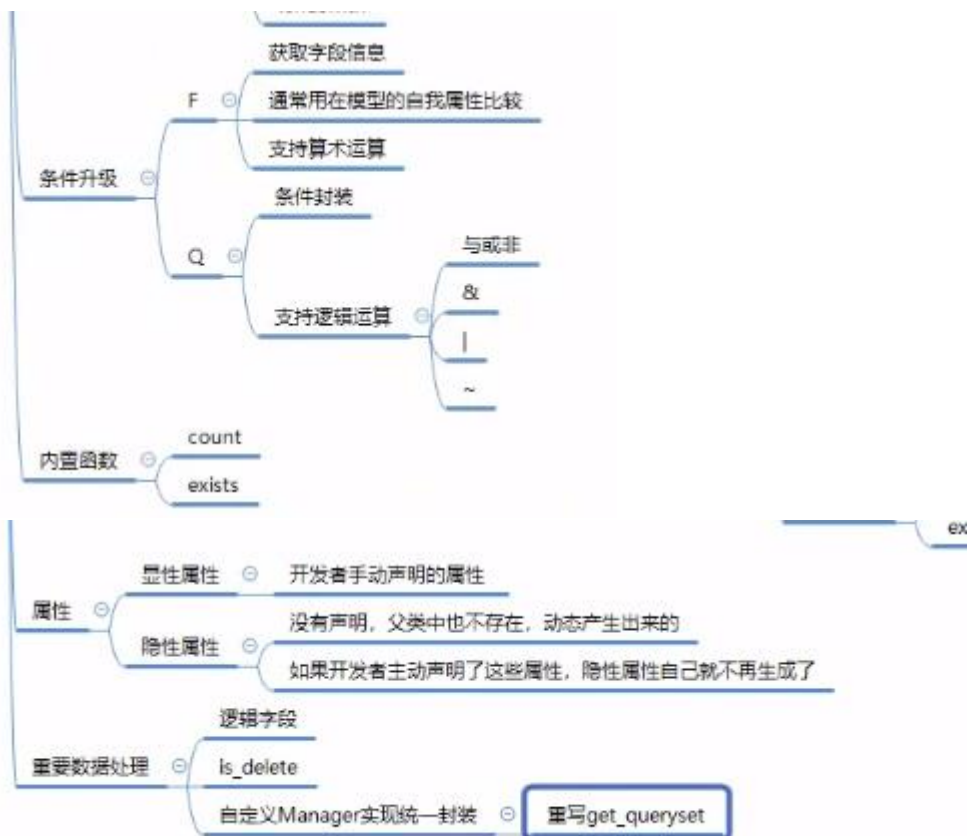 获取字段信息
F
通常用在模型的自我属性比较
支持算术运算
条件升级
条件封装
Q
与或非
&
支持逻辑运算
|
~
count
内置函数
exists
ex
显性属性
开发者手动声明的属性
属性
没有声明，父类中也不存在，动态产生出来的
隐性属性
如果开发者主动声明了这些属性，隐性属性自己就不再生成了
逻辑字段
重要数据处理
is_delete
自定义Manager实现统一封装
重写get_queryset